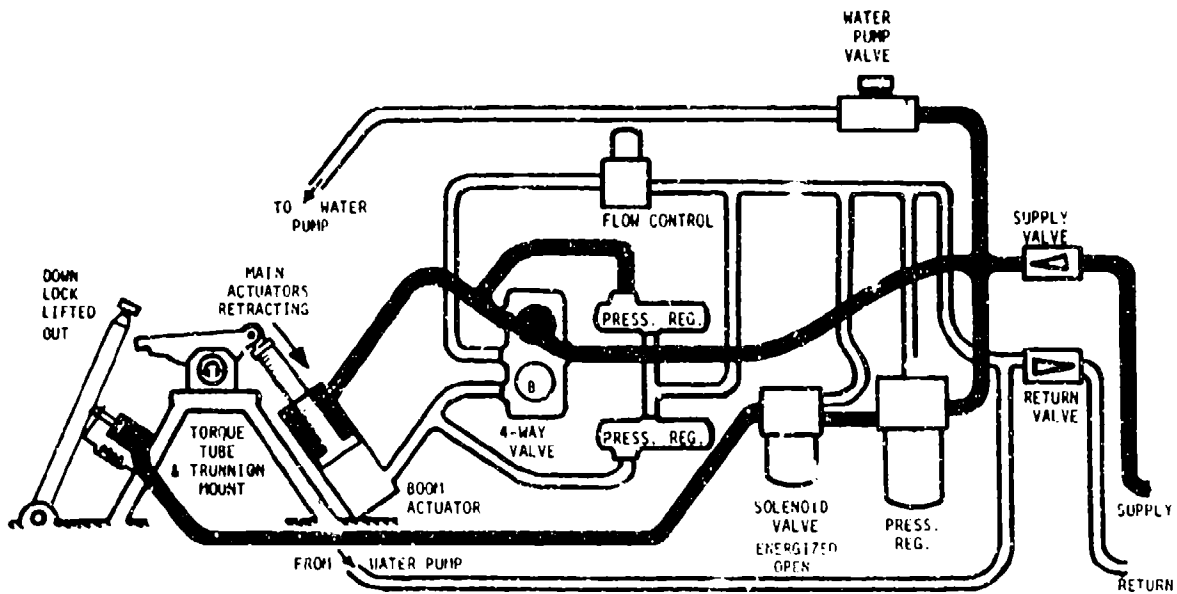 WATER
PUMP
VALVE
TO WATER
PUMP
FLOW CONTROL
SUPPLY
VALVE
DOWN
LOCK
LIFTED
OUT
MAIN
ACTUATORS
RETRACTING
PRESS. REG.
B
RETURN
VALVE
4-WAY
VALVE
PRESS. REG.
TORQUE
TUBE
& TRUNNION
MOUNT
BOOM
ACTUATOR
SOLENOID
VALVE
ENERGIZED
OPEN
PRESS.
REG.
SUPPLY
FROM WATER PUMP
RETURN